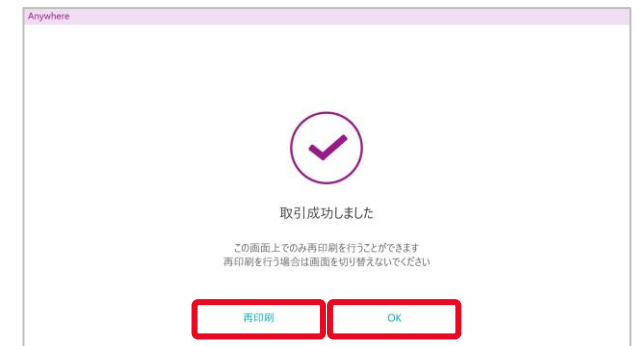 Anywhere
取引成功しました
この画面上でのみ再印刷を行うことができます
再印刷を行う場合は画面を切り替えないでください
再印刷
OK